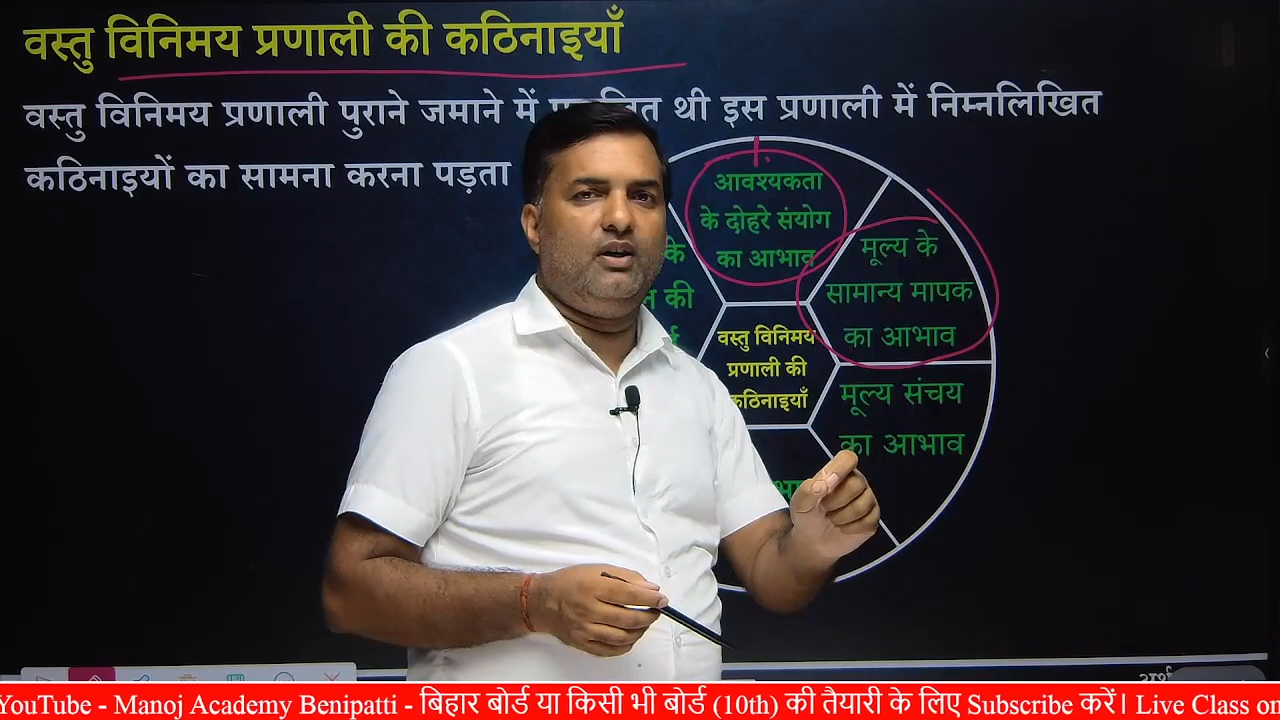 वस्तु विनिमय प्रणाली की कठिनाइयाँ
वस्तु विनिमय प्रणाली पुराने जमाने में थी इस प्रणाली में निम्नलिखित
कठिनाइयों का सामना करना पड़ता
आवश्यकता
के दोहरे संयोग
का आभाव
मूल्य के
सामान्य मापक
का आभाव
मूल्य संचय
का आभाव
के
की
वस्तु विनिमय
प्रणाली की
कठिनाइयाँ
YouTube - Manoj Academy Benipatti - बिहार बोर्ड या किसी भी बोर्ड (10th) की तैयारी के लिए Subscribe करें। Live Class on